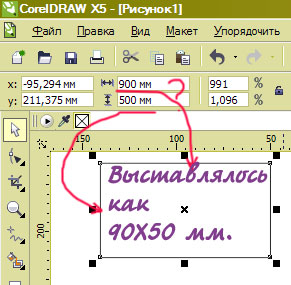 CorelDRAW X5 - [Рисунок1]
Файл Правка Вид Макет Упорядочить
x: -95,294 мм 900 мм ? 991 %
y: 211,375 мм 500 мм 1,096 %
150 100 50
200
Выставлялось
как
90X50 мм.